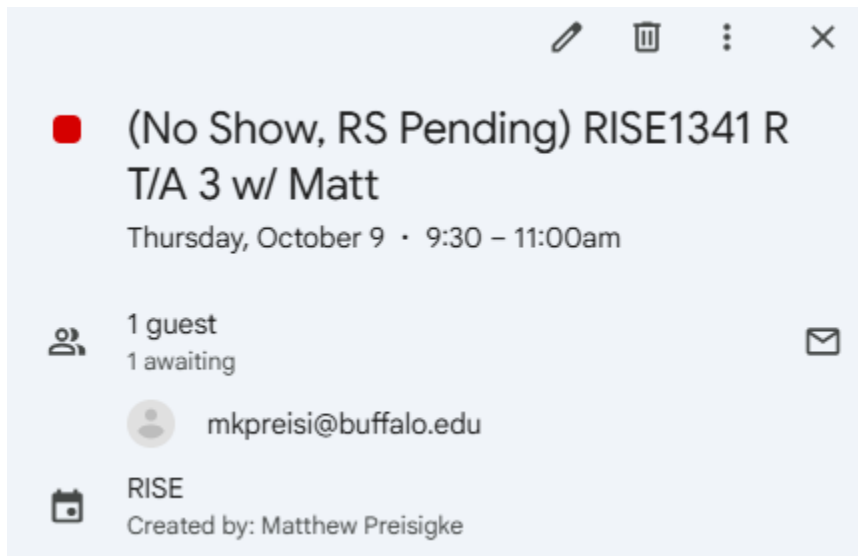 (No Show, RS Pending) RISE1341 R
T/A 3 w/ Matt
Thursday, October 9 · 9:30 – 11:00am
1 guest
1 awaiting
mkpreisi@buffalo.edu
RISE
Created by: Matthew Preisigke